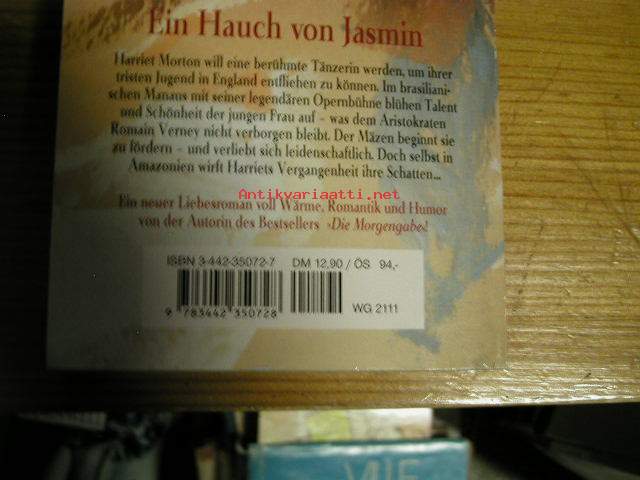 Ein Hauch von Jasmin
Harriet Morton will eine berühmte Tänzerin werden, um ihrer
tristen Jugend in England entfliehen zu können. Im brasiliani-
schen Manaus mit seiner legendären Opernbühne blühen Talent
und Schönheit der jungen Frau auf – was dem Aristokraten
Romain Verney nicht verborgen bleibt. Der Mäzen beginnt sie
zu fördern – und verliebt sich leidenschaftlich. Doch selbst in
Amazonien wirft Harriets Vergangenheit ihre Schatten...
Antikvariaatti.net
Ein neuer Liebesroman voll Wärme, Romantik und Humor
von der Autorin des Bestsellers »Die Morgengabe«!
ISBN 3-442-35072-7 DM 12,90 / ÖS 94,-
9 783442 350728
WG 2111